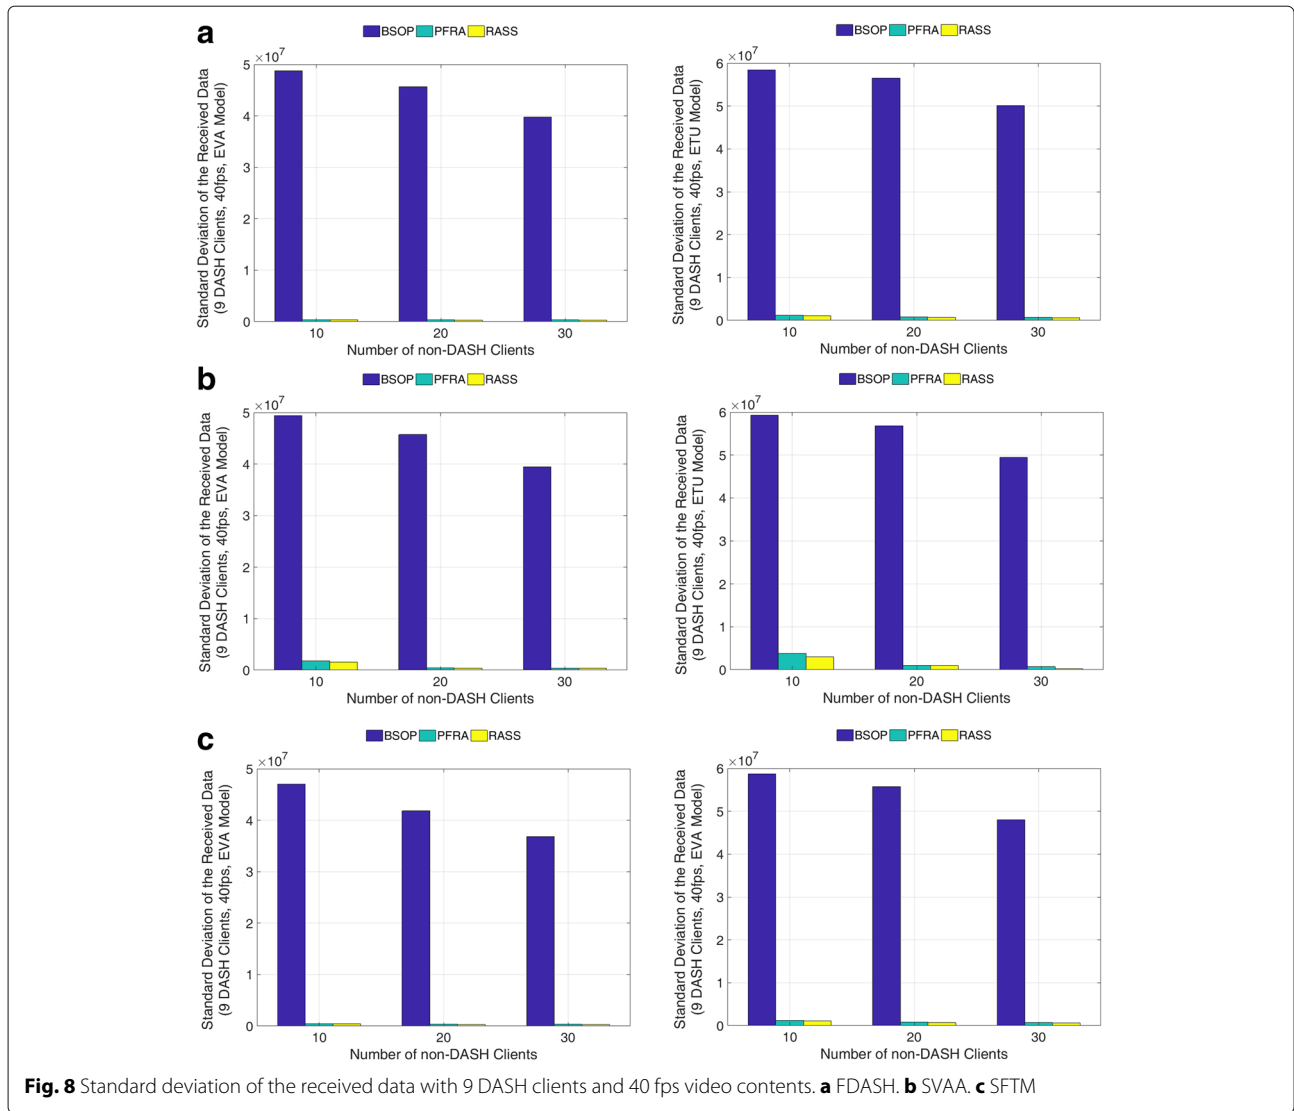 a
BSOP PFRA RASS
×10^7
5
4
3
2
1
0
10 20 30
Number of non-DASH Clients
Standard Deviation of the Received Data
(9 DASH Clients, 40fps, EVA Model)
BSOP PFRA RASS
×10^7
6
5
4
3
2
1
0
10 20 30
Number of non-DASH Clients
Standard Deviation of the Received Data
(9 DASH Clients, 40fps, ETU Model)
b
BSOP PFRA RASS
×10^7
5
4
3
2
1
0
10 20 30
Number of non-DASH Clients
Standard Deviation of the Received Data
(9 DASH Clients, 40fps, EVA Model)
BSOP PFRA RASS
×10^7
6
5
4
3
2
1
0
10 20 30
Number of non-DASH Clients
Standard Deviation of the Received Data
(9 DASH Clients, 40fps, ETU Model)
c
BSOP PFRA RASS
×10^7
5
4
3
2
1
0
10 20 30
Number of non-DASH Clients
Standard Deviation of the Received Data
(9 DASH Clients, 40fps, EVA Model)
BSOP PFRA RASS
×10^7
6
5
4
3
2
1
0
10 20 30
Number of non-DASH Clients
Standard Deviation of the Received Data
(9 DASH Clients, 40fps, EVA Model)
Fig. 8 Standard deviation of the received data with 9 DASH clients and 40 fps video contents. a FDASH. b SVAA. c SFTM